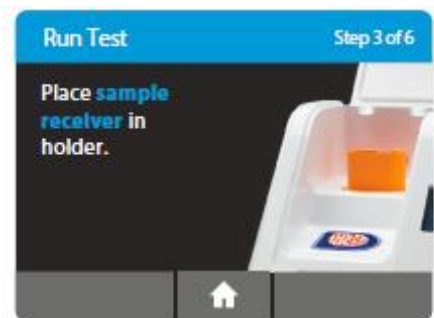 Run Test
Step 3 of 6
Place sample
receiver in
holder.